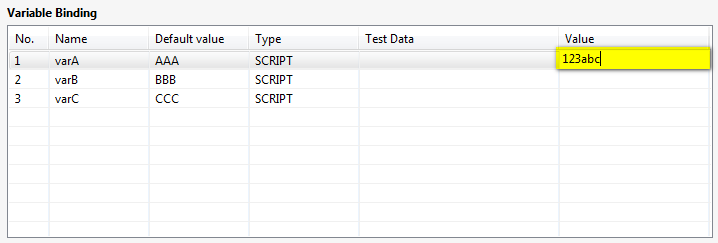 Variable Binding
No. Name Default value Type Test Data Value
1 varA AAA SCRIPT 123abc
2 varB BBB SCRIPT
3 varC CCC SCRIPT